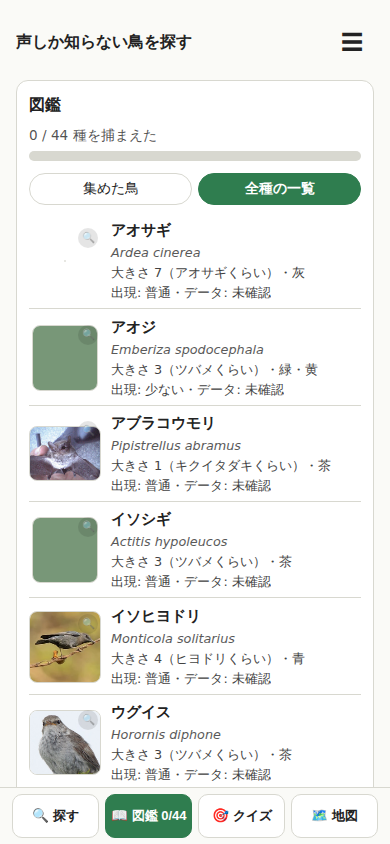 声しか知らない鳥を探す
図鑑
0 / 44 種を捕まえた
集めた鳥
全種の一覧
アオサギ
Ardea cinerea
大きさ 7（アオサギくらい）・灰
出現: 普通・データ: 未確認
アオジ
Emberiza spodocephala
大きさ 3（ツバメくらい）・緑・黄
出現: 少ない・データ: 未確認
アブラコウモリ
Pipistrellus abramus
大きさ 1（キクイタダキくらい）・茶
出現: 普通・データ: 未確認
イソシギ
Actitis hypoleucos
大きさ 3（ツバメくらい）・茶
出現: 普通・データ: 未確認
イソヒヨドリ
Monticola solitarius
大きさ 4（ヒヨドリくらい）・青
出現: 普通・データ: 未確認
ウグイス
Horornis diphone
大きさ 3（ツバメくらい）・茶
出現: 普通・データ: 未確認
探す
図鑑 0/44
クイズ
地図